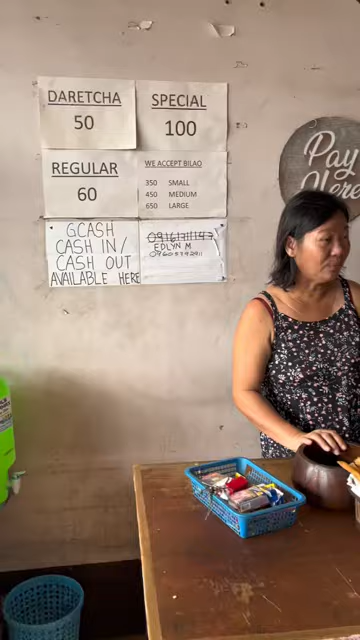 DARETCHA
50
SPECIAL
100
REGULAR
60
WE ACCEPT BILAO
350 SMALL
450 MEDIUM
650 LARGE
GCASH
CASH IN/
CASH OUT
AVAILABLE HERE
EDLYN M
Pay
Here